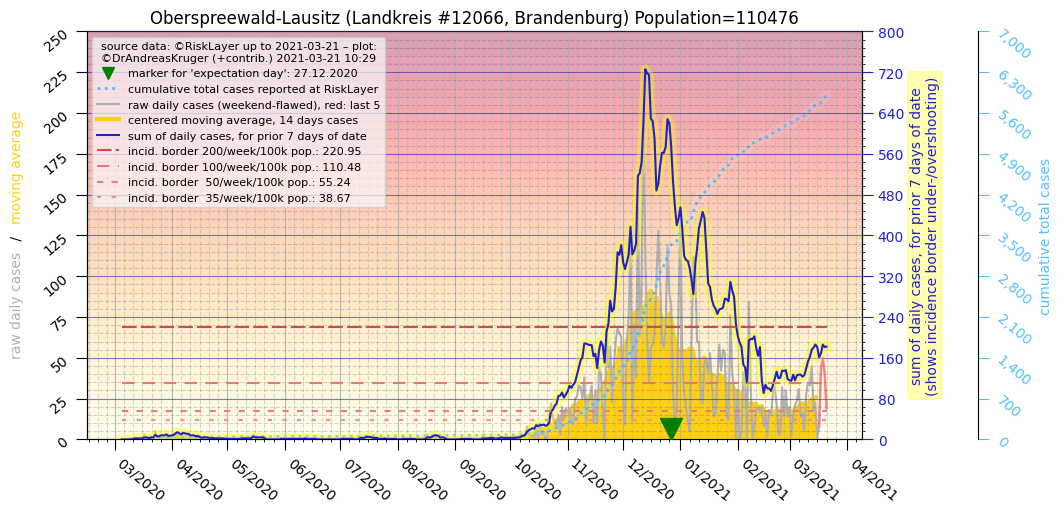 Oberspreewald-Lausitz (Landkreis #12066, Brandenburg) Population=110476
source data: ©RiskLayer up to 2021-03-21 – plot:
©DrAndreasKruger (+contrib.) 2021-03-21 10:29
marker for 'expectation day': 27.12.2020
cumulative total cases reported at RiskLayer
raw daily cases (weekend-flawed), red: last 5
centered moving average, 14 days cases
sum of daily cases, for prior 7 days of date
incid. border 200/week/100k pop.: 220.95
incid. border 100/week/100k pop.: 110.48
incid. border  50/week/100k pop.: 55.24
incid. border  35/week/100k pop.: 38.67
raw daily cases / moving average
250
225
200
175
150
125
100
75
50
25
0
800
720
640
560
480
400
320
240
160
80
0
sum of daily cases, for prior 7 days of date
(shows incidence border under-/overshooting)
7,000
6,300
5,600
4,900
4,200
3,500
2,800
2,100
1,400
700
0
cumulative total cases
03/2020
04/2020
05/2020
06/2020
07/2020
08/2020
09/2020
10/2020
11/2020
12/2020
01/2021
02/2021
03/2021
04/2021